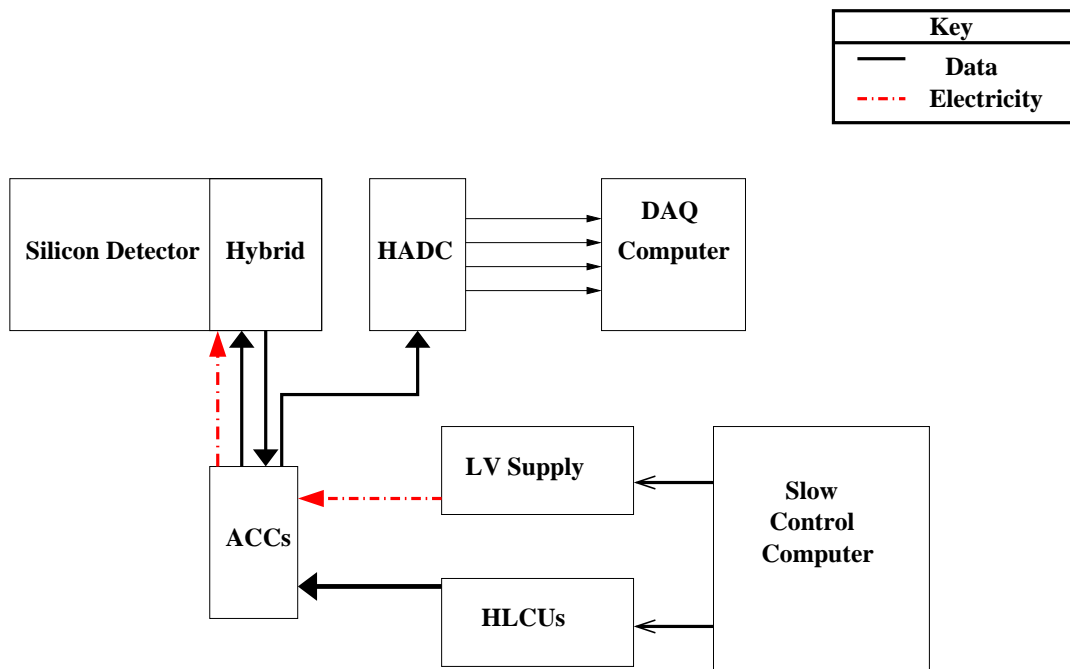 Key
Data
Electricity
Silicon Detector
Hybrid
HADC
DAQ
Computer
LV Supply
Slow
Control
Computer
ACCs
HLCUs